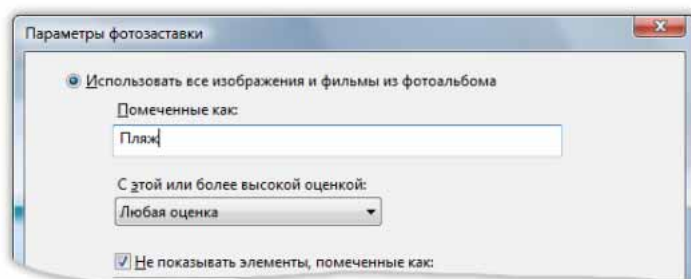 Параметры фотозаставки
Использовать все изображения и фильмы из фотоальбома
Помеченные как:
Пляж
С этой или более высокой оценкой:
Любая оценка
Не показывать элементы, помеченные как: